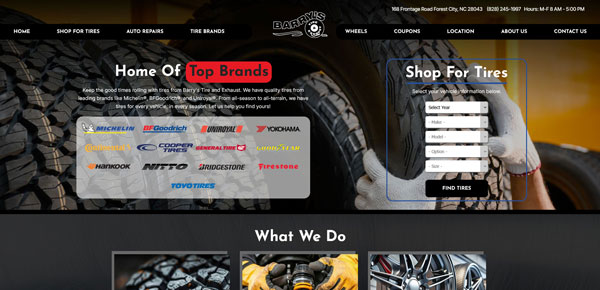 168 Frontage Road Forest City, NC 28043 (828) 245-1997 Hours: M-F 8 AM - 5:00 PM
BARRY'S
HOME SHOP FOR TIRES AUTO REPAIRS TIRE BRANDS WHEELS COUPONS LOCATION ABOUT US CONTACT US
Home Of Top Brands
Keep the good times rolling with tires from Barry's Tire and Exhaust. We have quality tires from
leading brands like Michelin®, BFGoodrich® and Uniroyal®. From all-season to all-terrain, we have
tires for every vehicle in every season. Let us help you find yours!
MICHELIN BFGoodrich UNIROYAL YOKOHAMA
Continental COOPER TIRES GENERAL TIRE GOODYEAR
HANKOOK NITTO BRIDGESTONE Firestone
TOYO TIRES
Shop For Tires
Select your vehicle information below.
Select Year
- Make -
- Model -
- Option -
- Size -
FIND TIRES
What We Do